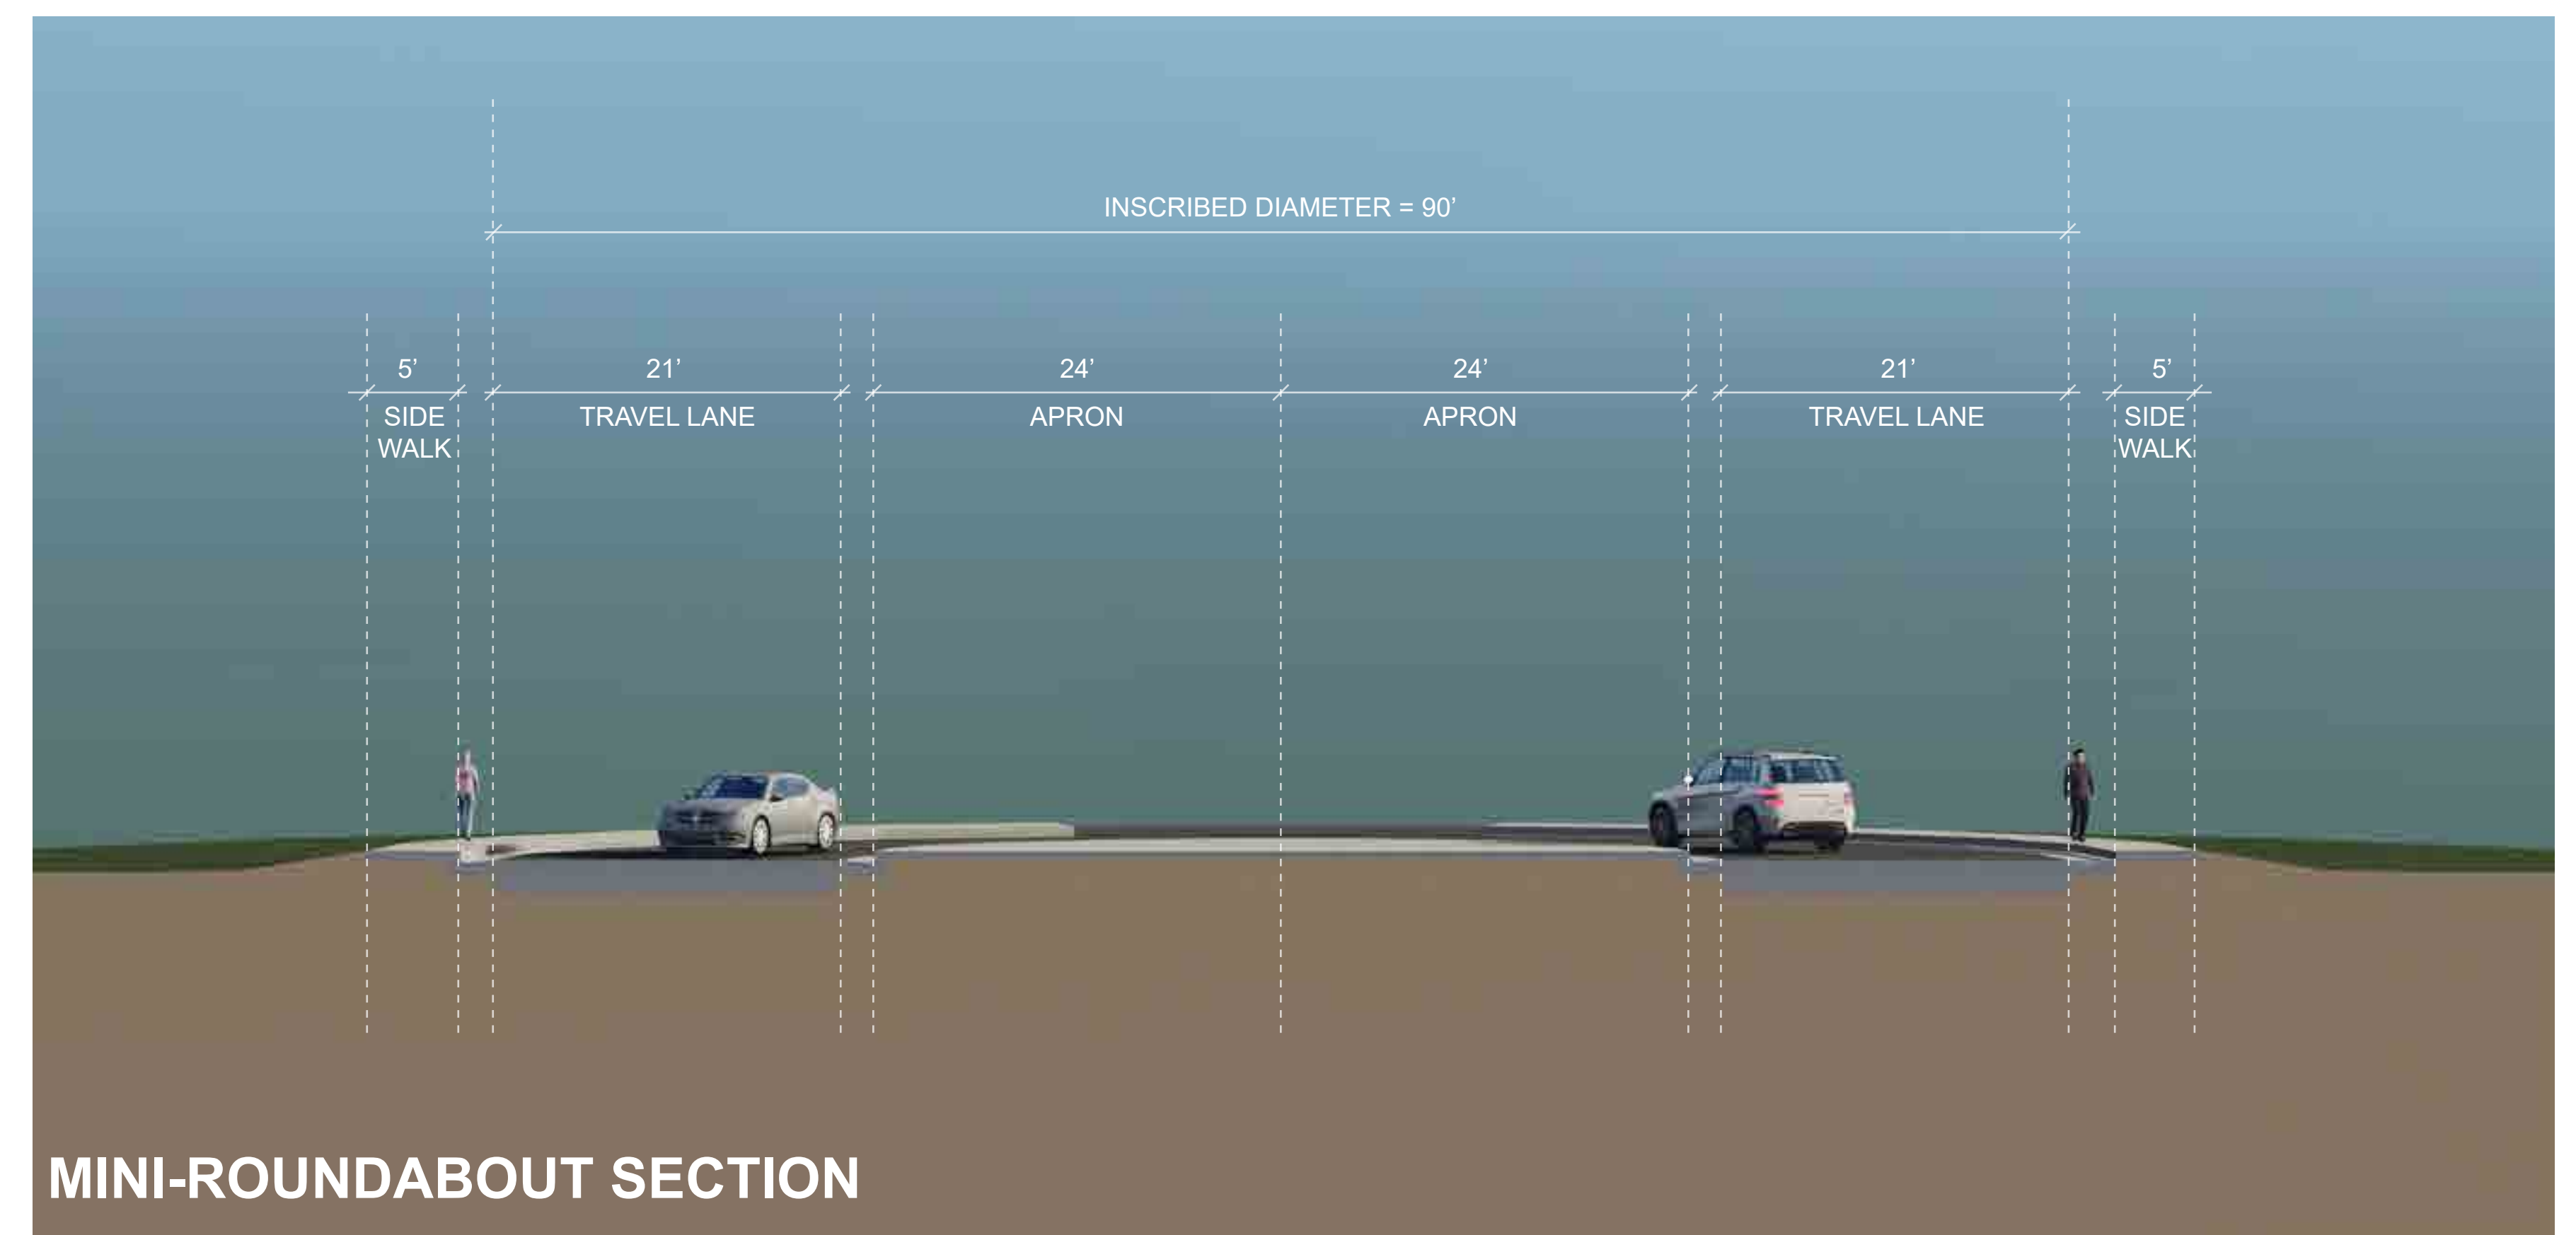 INSCRIBED DIAMETER = 90’
5’
21’
24’
24’
21’
5’
SIDE
WALK
TRAVEL LANE
APRON
APRON
TRAVEL LANE
SIDE
WALK
MINI-ROUNDABOUT SECTION